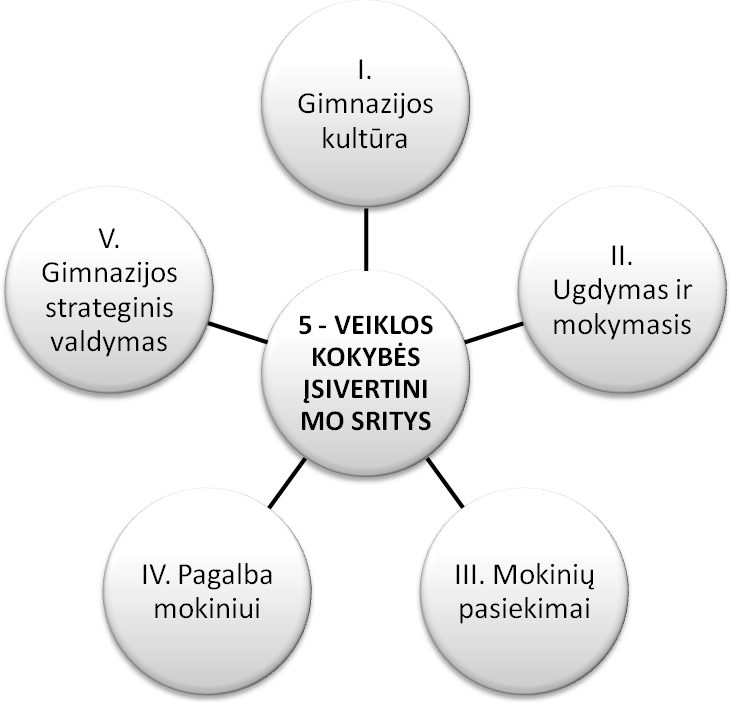 I.
Gimnazijos
kultūra
II.
Ugdymas ir
mokymasis
III. Mokinių
pasiekimai
IV. Pagalba
mokiniui
V.
Gimnazijos
strateginis
valdymas
5 - VEIKLOS
KOKYBĖS
ĮSIVERTINI
MO SRITYS